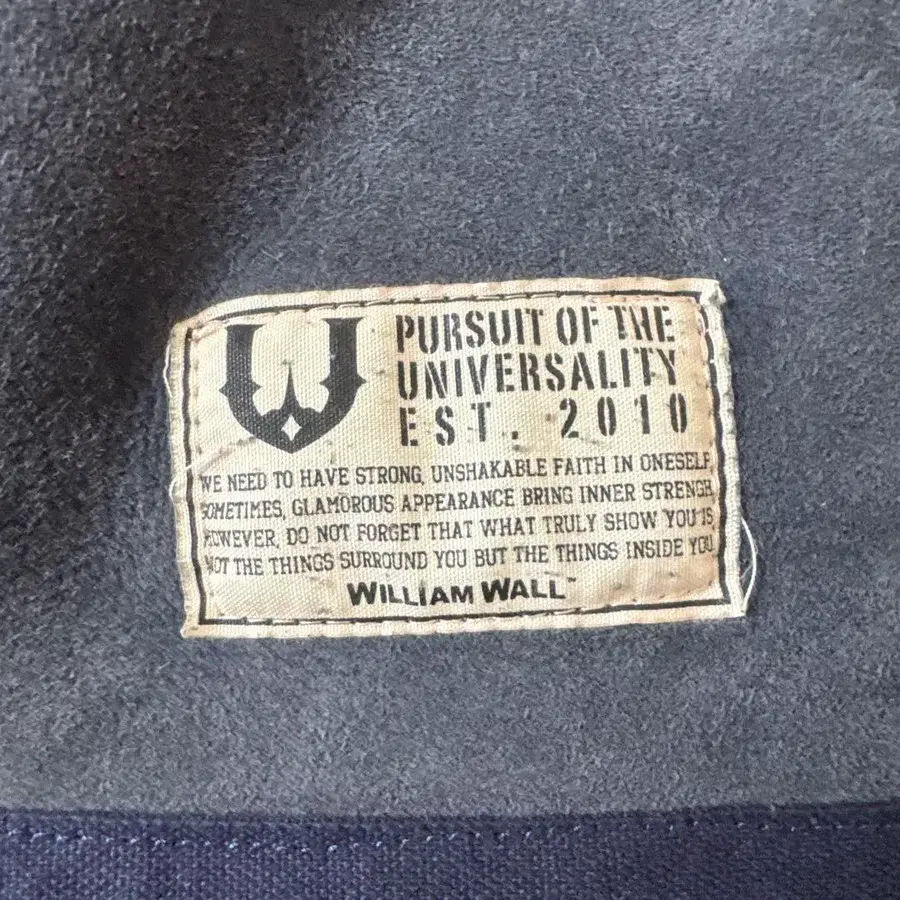 PURSUIT OF THE
UNIVERSALITY
EST. 2010
WE NEED TO HAVE STRONG, UNSHAKABLE FAITH IN ONESELF,
SOMETIMES, GLAMOROUS APPEARANCE BRING INNER STRENGH,
HOWEVER, DO NOT FORGET THAT WHAT TRULY SHOW YOU IS
NOT THE THINGS SURROUND YOU BUT THE THINGS INSIDE YOU
WILLIAM WALL™